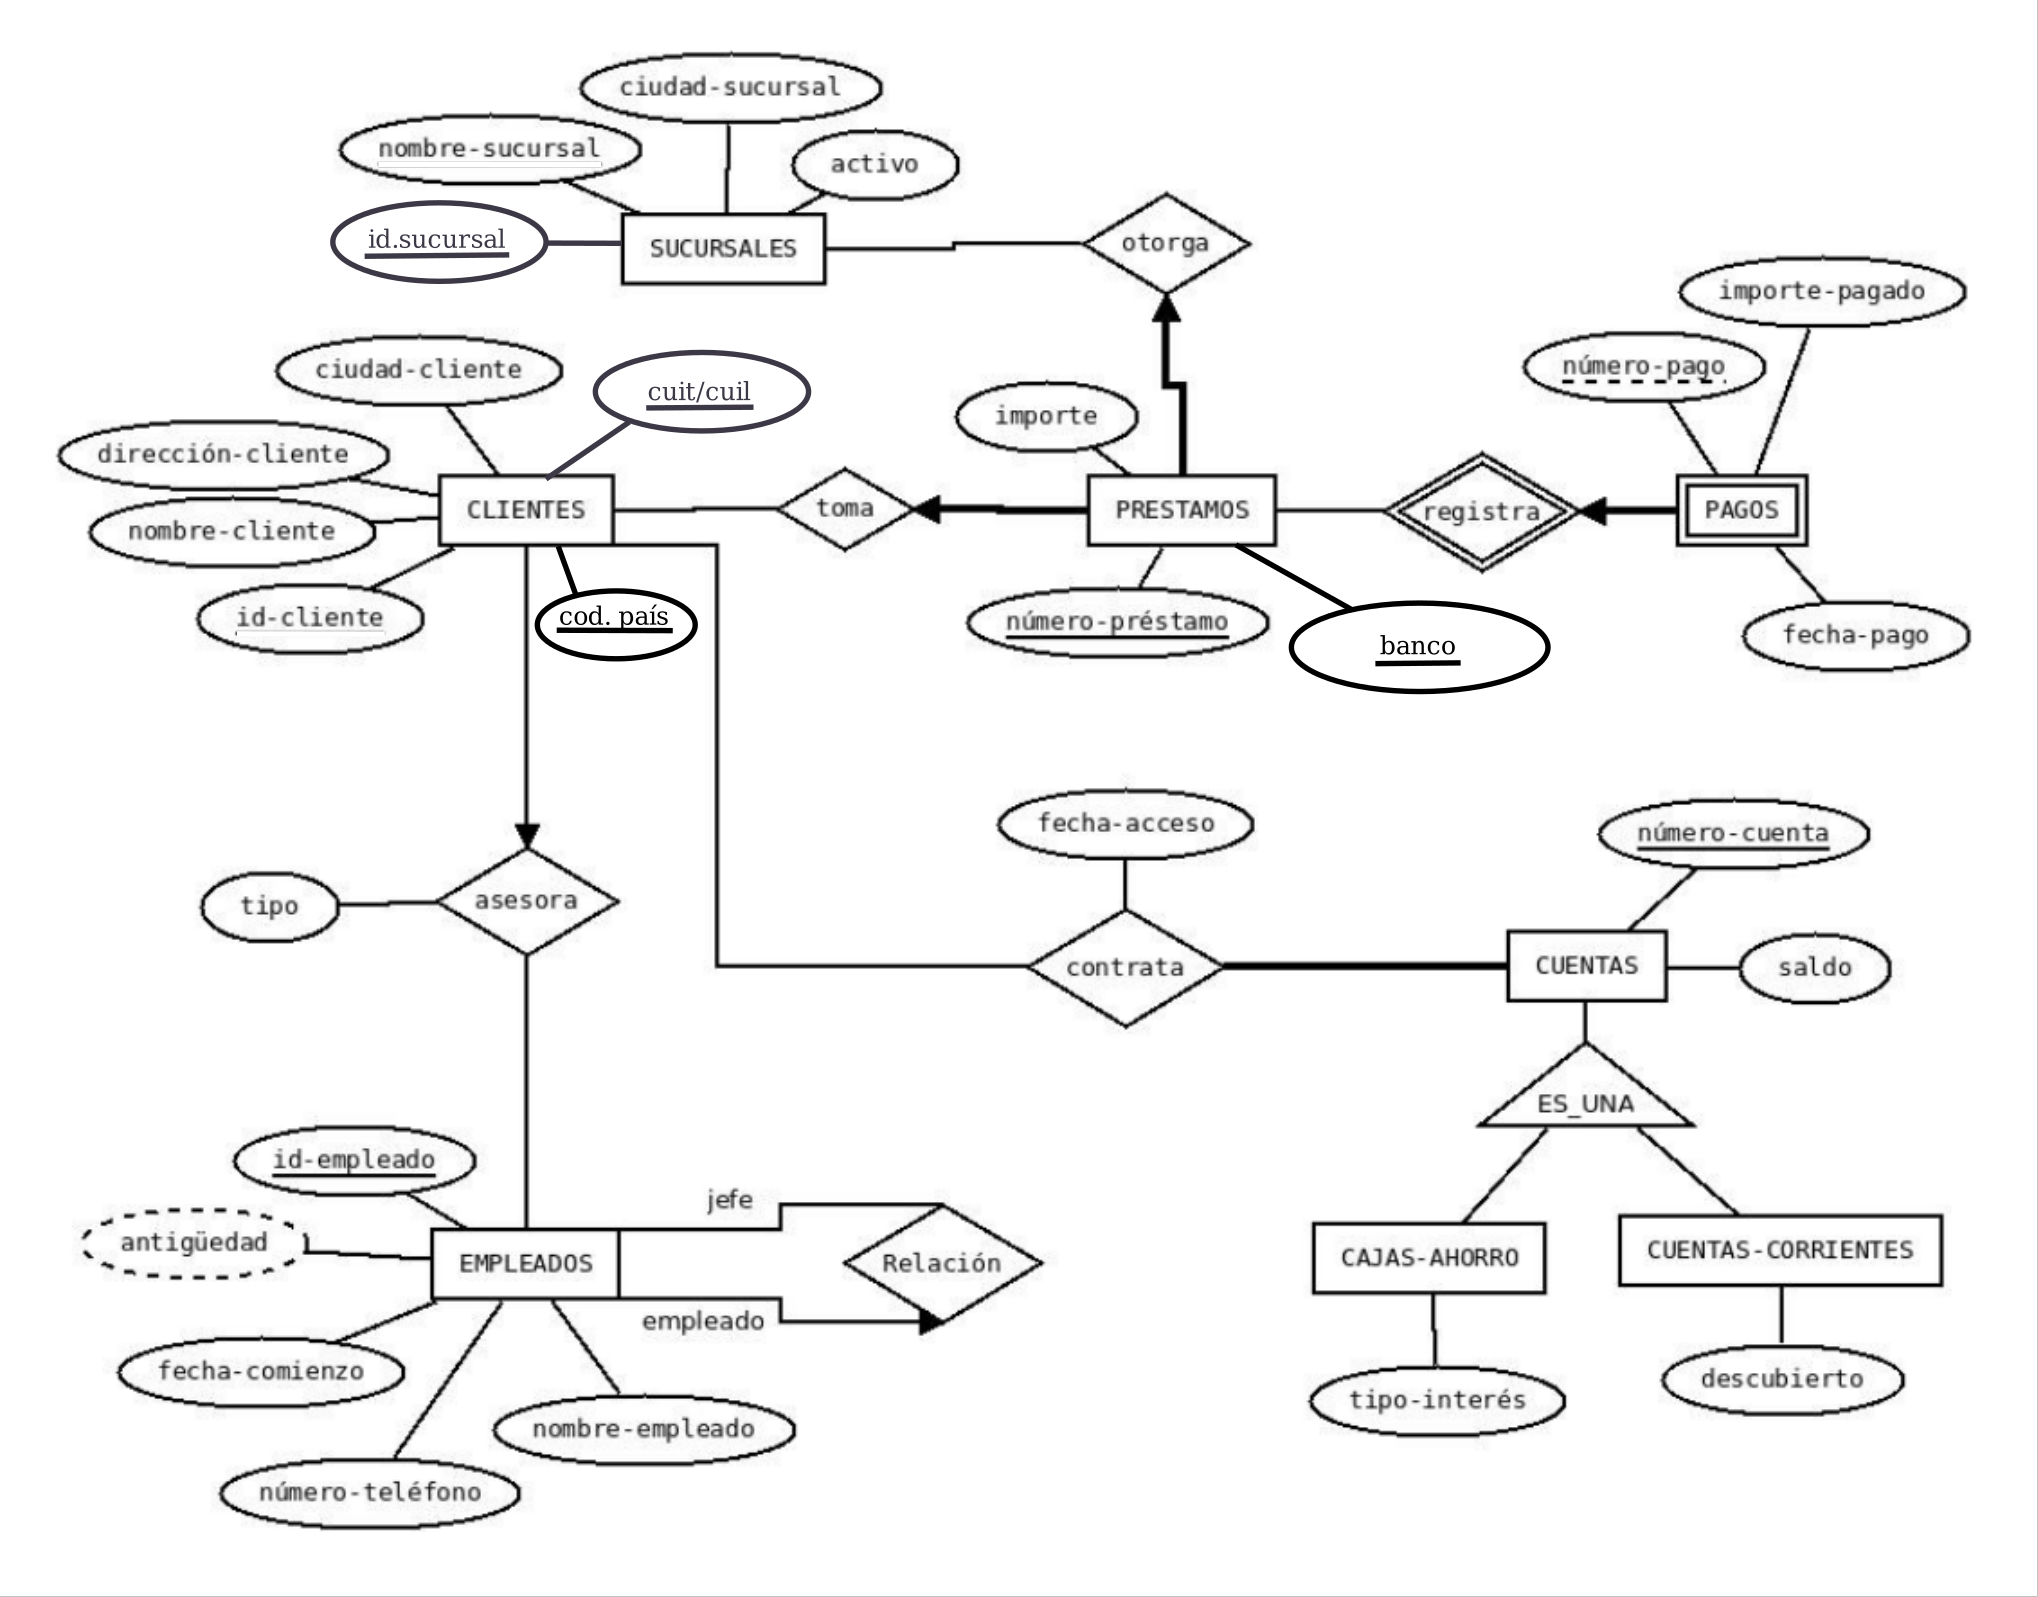 ciudad-sucursal
nombre-sucursal
activo
id.sucursal
SUCURSALES
otorga
importe-pagado
ciudad-cliente
cuit/cuil
número-pago
importe
dirección-cliente
CLIENTES
toma
PRESTAMOS
registra
PAGOS
nombre-cliente
id-cliente
cod. país
número-préstamo
banco
fecha-pago
fecha-acceso
número-cuenta
tipo
asesora
contrata
CUENTAS
saldo
ES_UNA
id-empleado
jefe
antigüedad
EMPLEADOS
Relación
CAJAS-AHORRO
CUENTAS-CORRIENTES
empleado
fecha-comienzo
nombre-empleado
tipo-interés
descubierto
número-teléfono